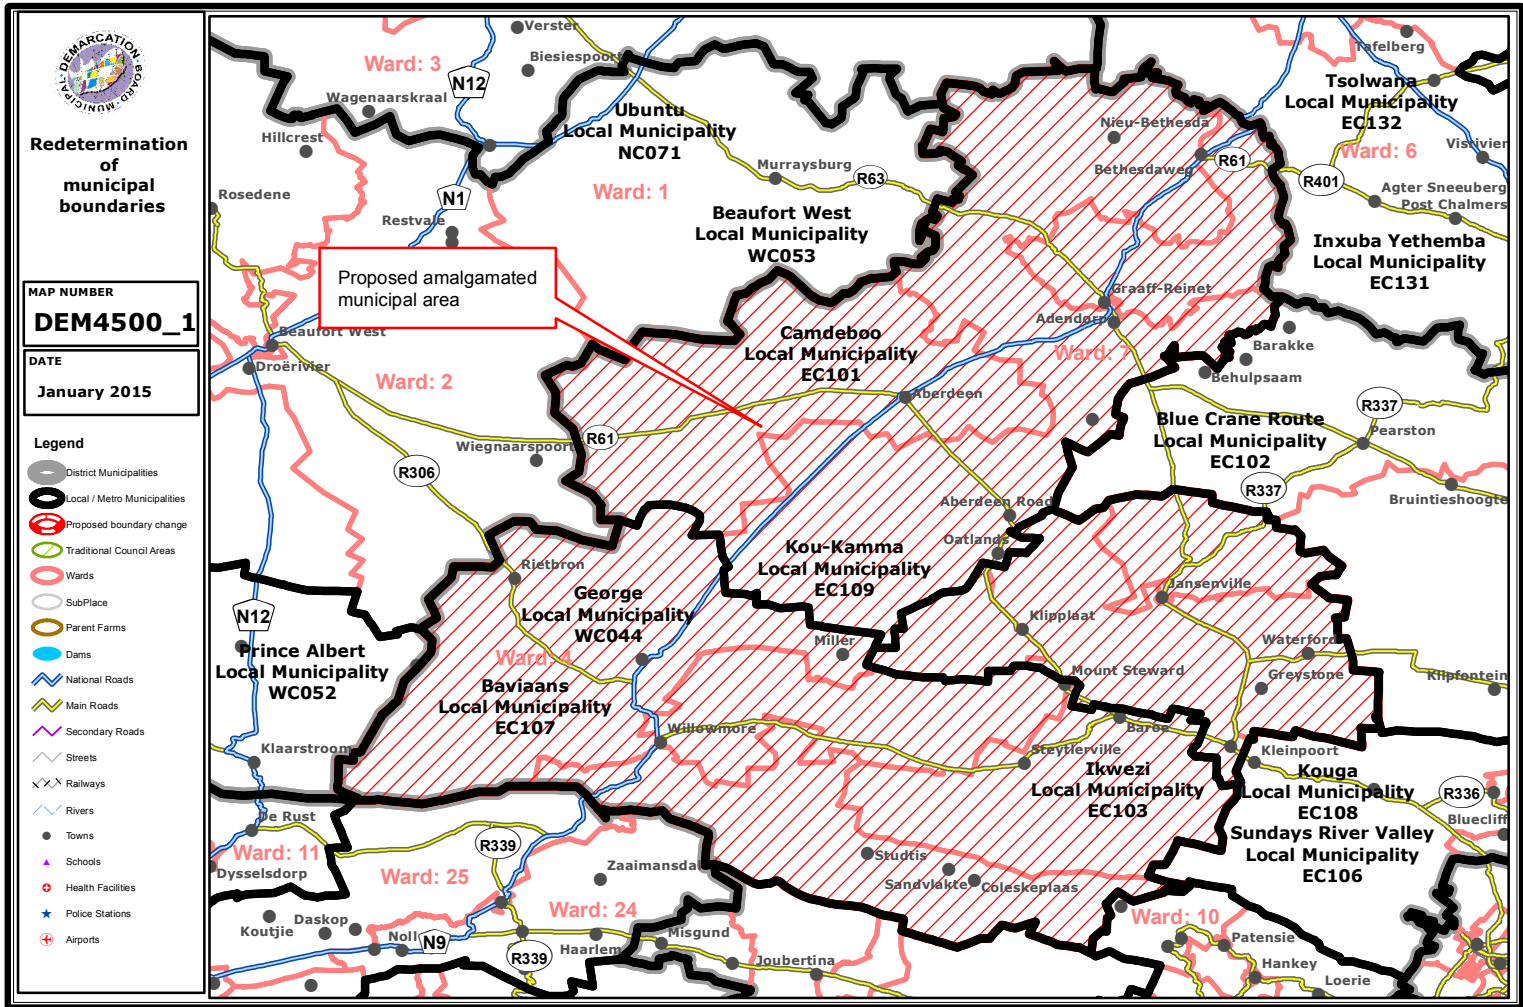 MUNICIPAL DEMARCATION BOARD
Redetermination
of
municipal
boundaries
MAP NUMBER
DEM4500_1
DATE
January 2015
Legend
District Municipalities
Local / Metro Municipalities
Proposed boundary change
Traditional Council Areas
Wards
SubPlace
Parent Farms
Dams
National Roads
Main Roads
Secondary Roads
Streets
Railways
Rivers
Towns
Schools
Health Facilities
Police Stations
Airports
Verster
Ward: 3
Biesiespoort
N12
Wagenaarskraal
Hillcrest
Ubuntu
Local Municipality
NC071
Tafelberg
Tsolwana
Local Municipality
EC132
Ward: 6
Visrivier
Nieu-Bethesda
Bethesdaweg
R61
R401
Agter Sneeuberg
Post Chalmers
Murraysburg
R63
Rosedene
N1
Restvale
Ward: 1
Beaufort West
Local Municipality
WC053
Inxuba Yethemba
Local Municipality
EC131
Proposed amalgamated
municipal area
Graaff-Reinet
Adendorp
Ward: 7
Beaufort West
Droërivier
Ward: 2
Camdeboo
Local Municipality
EC101
Barakke
Behulpsaam
Aberdeen
R337
Blue Crane Route
Local Municipality
EC102
Pearston
Wiegnaarspoort
R61
R306
R337
Bruintieshoogte
Aberdeen Road
Oatlands
Kou-Kamma
Local Municipality
EC109
Rietbron
George
Local Municipality
WC044
Jansenville
Klipplaat
N12
Prince Albert
Local Municipality
WC052
Miller
Waterford
Ward: 4
Mount Steward
Greystone
Klipfontein
Baviaans
Local Municipality
EC107
Willowmore
Baroe
Klaarstroom
Steytlerville
Kleinpoort
Ikwezi
Local Municipality
EC103
Kouga
Local Municipality
EC108
R336
Bluecliff
De Rust
Sundays River Valley
Local Municipality
EC106
Ward: 11
Dysselsdorp
R339
Zaaimansdal
Studtis
Sandvlakte
Coleskeplaas
Ward: 25
Ward: 24
Ward: 10
Koutjie
Daskop
Noll
N9
Haarlem
Misgund
R339
Joubertina
Patensie
Hankey
Loerie